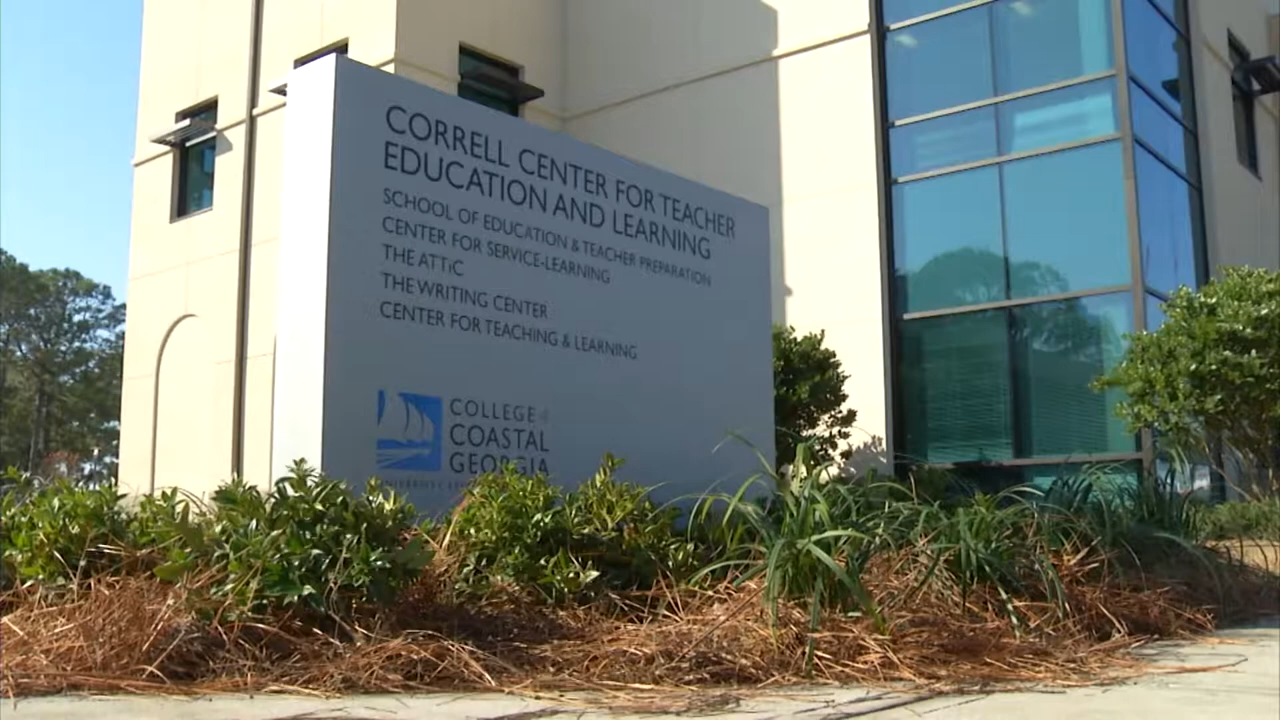 CORRELL CENTER FOR TEACHER
EDUCATION AND LEARNING
SCHOOL OF EDUCATION & TEACHER PREPARATION
CENTER FOR SERVICE-LEARNING
THE ATTiC
THE WRITING CENTER
CENTER FOR TEACHING & LEARNING
COLLEGE of
COASTAL
GEORGIA